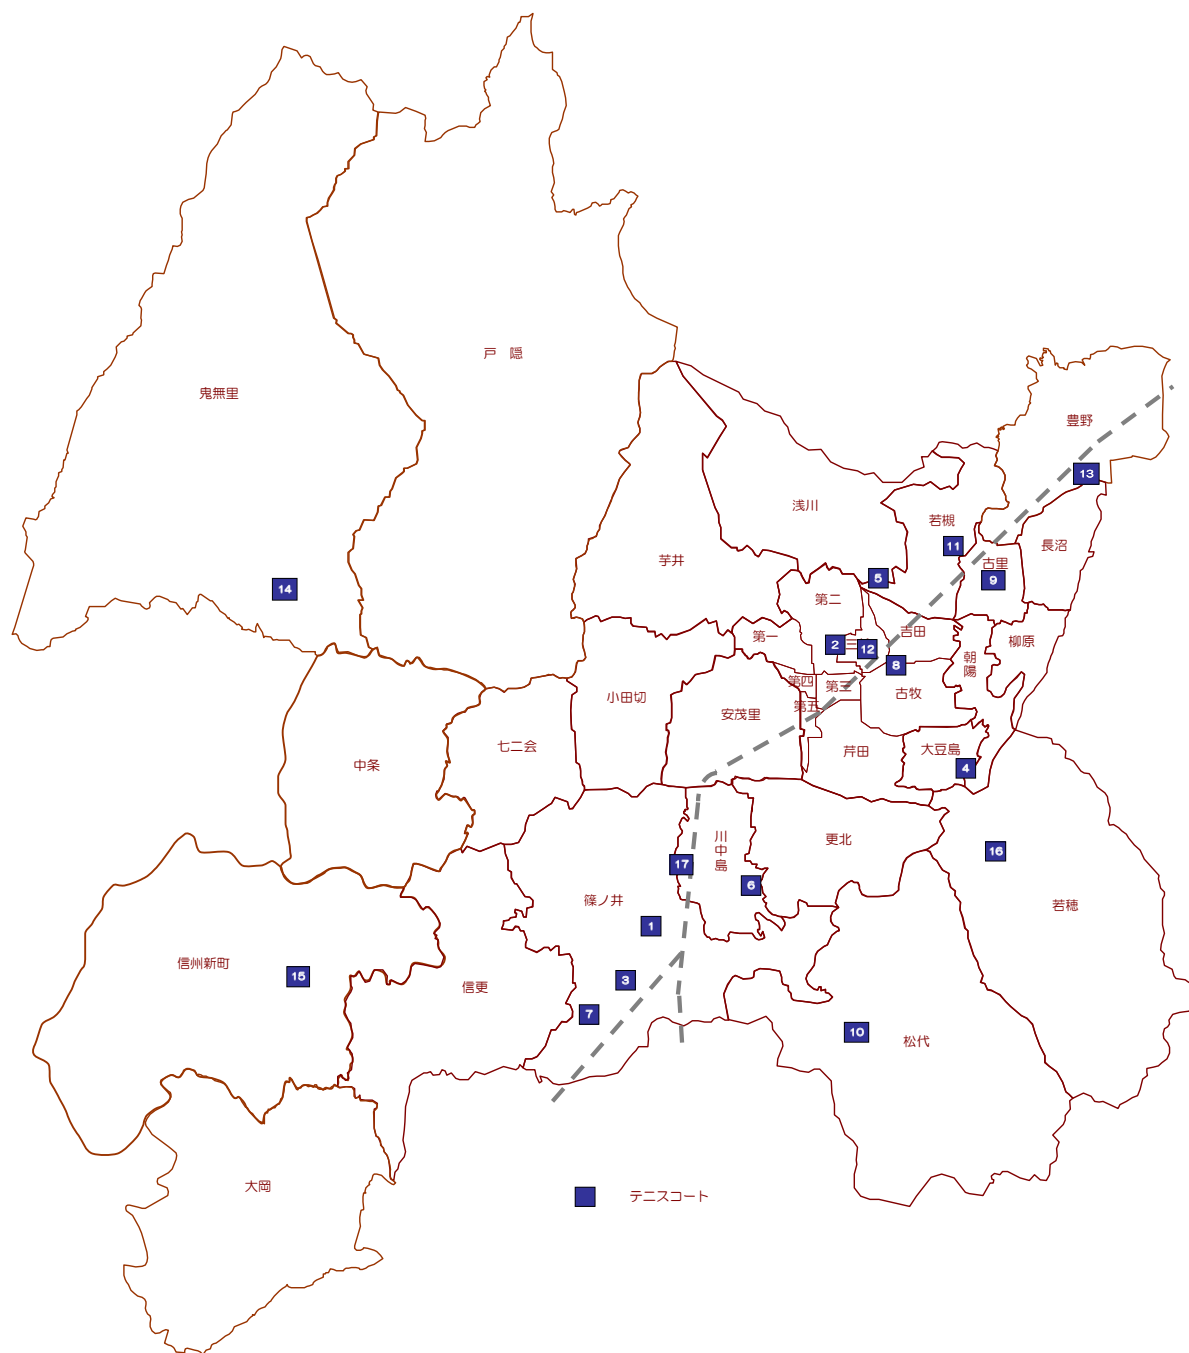 戸 隠
鬼無里
豊野
13
浅川
若槻
長沼
11
古里
芋井
5
9
14
第二
第一
2
三
12
吉田
柳原
8
朝陽
第四
第三
小田切
古牧
第五
安茂里
七二会
芹田
大豆島
中条
4
更北
川中島
16
17
6
篠ノ井
若穂
1
信州新町
15
3
信更
7
10
松代
大岡
テニスコート